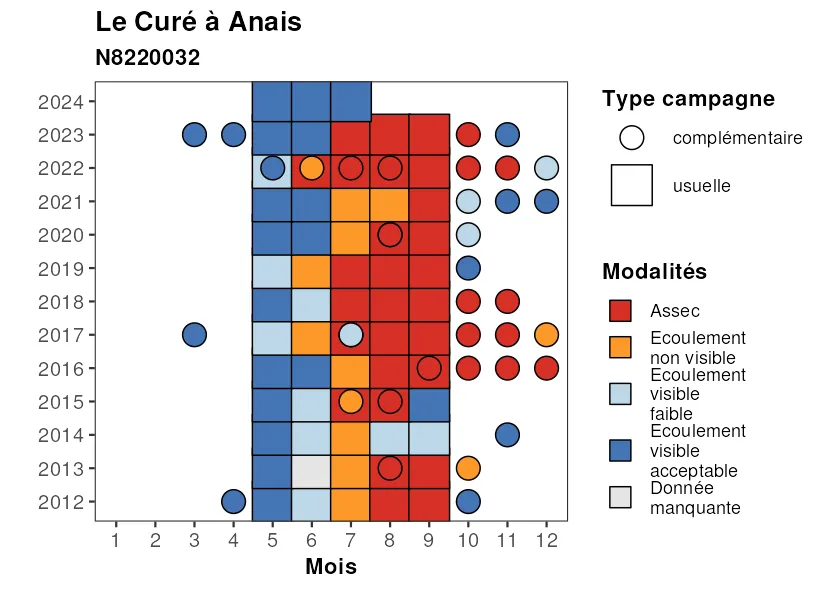 Le Curé à Anais
N8220032
2024
2023
2022
2021
2020
2019
2018
2017
2016
2015
2014
2013
2012
1 2 3 4 5 6 7 8 9 10 11 12
Mois
Type campagne
complémentaire
usuelle
Modalités
Assec
Ecoulement
non visible
Ecoulement
visible
faible
Ecoulement
visible
acceptable
Donnée
manquante